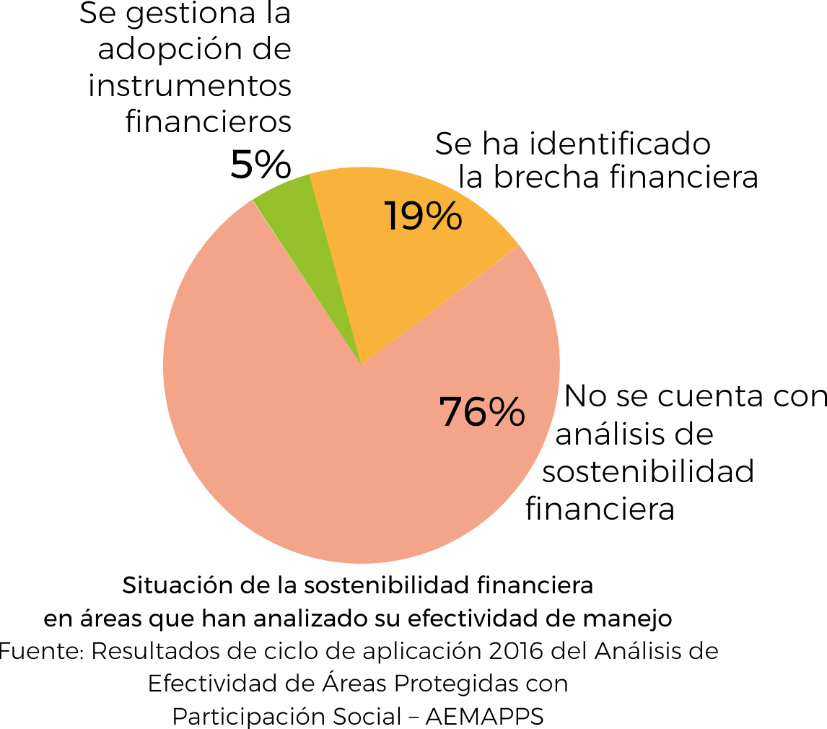 Se gestiona la
adopción de
instrumentos
financieros
5%
Se ha identificado
la brecha financiera
19%
76%
No se cuenta con
análisis de
sostenibilidad
financiera
Situación de la sostenibilidad financiera
en áreas que han analizado su efectividad de manejo
Fuente: Resultados de ciclo de aplicación 2016 del Análisis de
Efectividad de Áreas Protegidas con
Participación Social – AEMAPPS